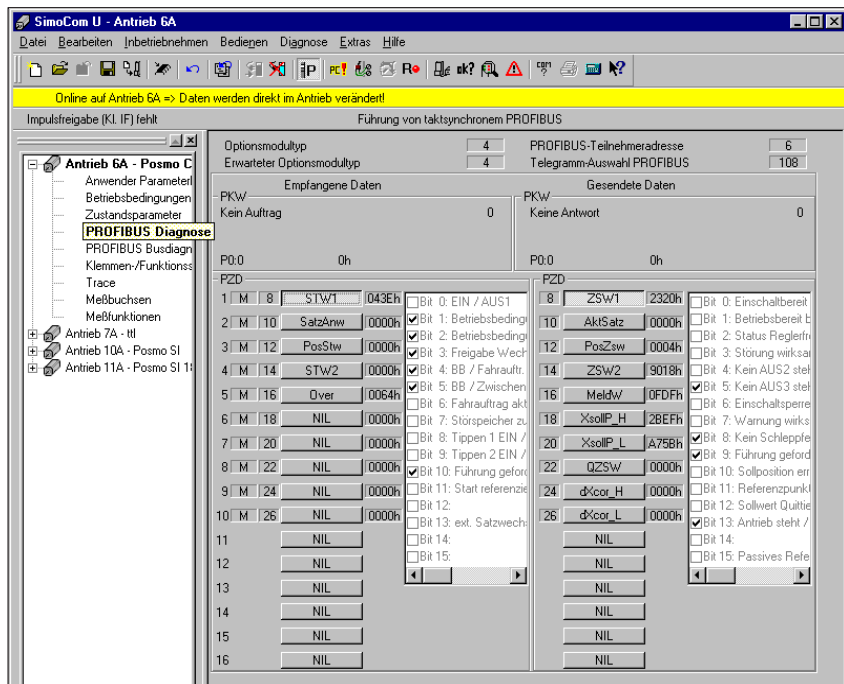 SimoCom U - Antrieb 6A
Datei Bearbeiten Inbetriebnehmen Bedienen Diagnose Extras Hilfe
Online auf Antrieb 6A => Daten werden direkt im Antrieb verändert!
Impulsfreigabe (Kl. IF) fehlt Führung von taktsynchronem PROFIBUS
Antrieb 6A - Posmo C
Anwender Parameterl
Betriebsbedingungen
Zustandsparameter
PROFIBUS Diagnose
PROFIBUS Busdiagn
Klemmen-/Funktionss
Trace
Meßbuchsen
Meßfunktionen
Antrieb 7A - ttl
Antrieb 10A - Posmo SI
Antrieb 11A - Posmo SI 1
Optionsmodultyp 4 PROFIBUS-Teilnehmeradresse 6
Erwarteter Optionsmodultyp 4 Telegramm-Auswahl PROFIBUS 108
Empfangene Daten Gesendete Daten
PKW PKW
Kein Auftrag 0 Keine Antwort 0
P0:0 0h P0:0 0h
PZD PZD
1 M 8 STW1 043Eh
2 M 10 SatzAnw 0000h
3 M 12 PosStw 0000h
4 M 14 STW2 0000h
5 M 16 Over 0064h
6 M 18 NIL 0000h
7 M 20 NIL 0000h
8 M 22 NIL 0000h
9 M 24 NIL 0000h
10 M 26 NIL 0000h
11 NIL
12 NIL
13 NIL
14 NIL
15 NIL
16 NIL
Bit 0: EIN / AUS1
Bit 1: Betriebsbeding
Bit 2: Betriebsbeding
Bit 3: Freigabe Wech
Bit 4: BB / Fahrauftr.
Bit 5: BB / Zwischen
Bit 6: Fahrauftrag akt
Bit 7: Störspeicher zu
Bit 8: Tippen 1 EIN /
Bit 9: Tippen 2 EIN /
Bit 10: Führung geford
Bit 11: Start referenzie
Bit 12:
Bit 13: ext. Satzwech
Bit 14:
Bit 15:
8 ZSW1 2320h
10 AktSatz 0000h
12 PosZsw 0004h
14 ZSW2 9018h
16 MeldW 0FDFh
18 XsollP_H 2BEFh
20 XsollP_L A75Bh
22 QZSW 0000h
24 dXcor_H 0000h
26 dXcor_L 0000h
NIL
NIL
NIL
NIL
NIL
NIL
Bit 0: Einschaltbereit
Bit 1: Betriebsbereit b
Bit 2: Status Reglerfr
Bit 3: Störung wirksa
Bit 4: Kein AUS2 steh
Bit 5: Kein AUS3 steh
Bit 6: Einschaltsperre
Bit 7: Warnung wirks
Bit 8: Kein Schleppfe
Bit 9: Führung geford
Bit 10: Sollposition err
Bit 11: Referenzpunkt
Bit 12: Sollwert Quittie
Bit 13: Antrieb steht /
Bit 14:
Bit 15: Passives Refe